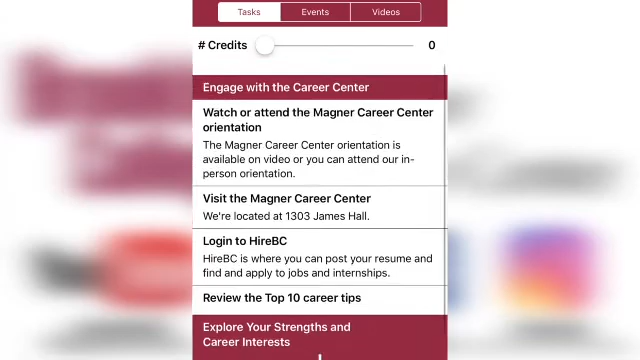 Tasks
Events
Videos
# Credits
0
Engage with the Career Center
Watch or attend the Magner Career Center
orientation
The Magner Career Center orientation is
available on video or you can attend our in-
person orientation.
Visit the Magner Career Center
We're located at 1303 James Hall.
Login to HireBC
HireBC is where you can post your resume and
find and apply to jobs and internships.
Review the Top 10 career tips
Explore Your Strengths and
Career Interests